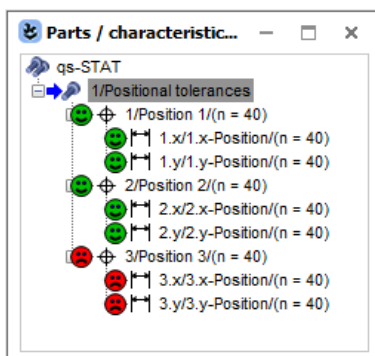 Parts / characteristic...
qs-STAT
1/Positional tolerances
1/Position 1/(n = 40)
1.x/1.x-Position/(n = 40)
1.y/1.y-Position/(n = 40)
2/Position 2/(n = 40)
2.x/2.x-Position/(n = 40)
2.y/2.y-Position/(n = 40)
3/Position 3/(n = 40)
3.x/3.x-Position/(n = 40)
3.y/3.y-Position/(n = 40)